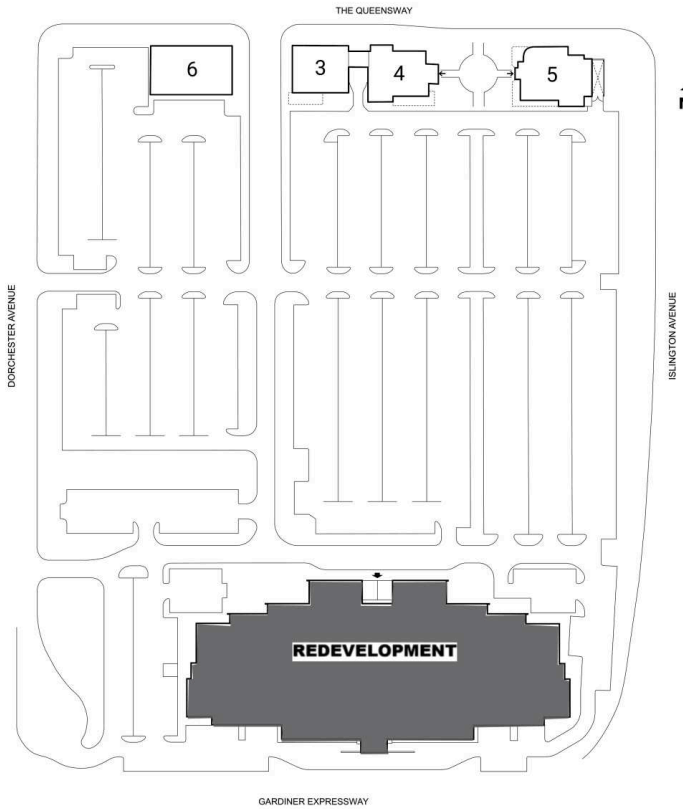 THE QUEENSWAY
6
3
4
5
DORCHESTER AVENUE
ISLINGTON AVENUE
REDEVELOPMENT
GARDINER EXPRESSWAY